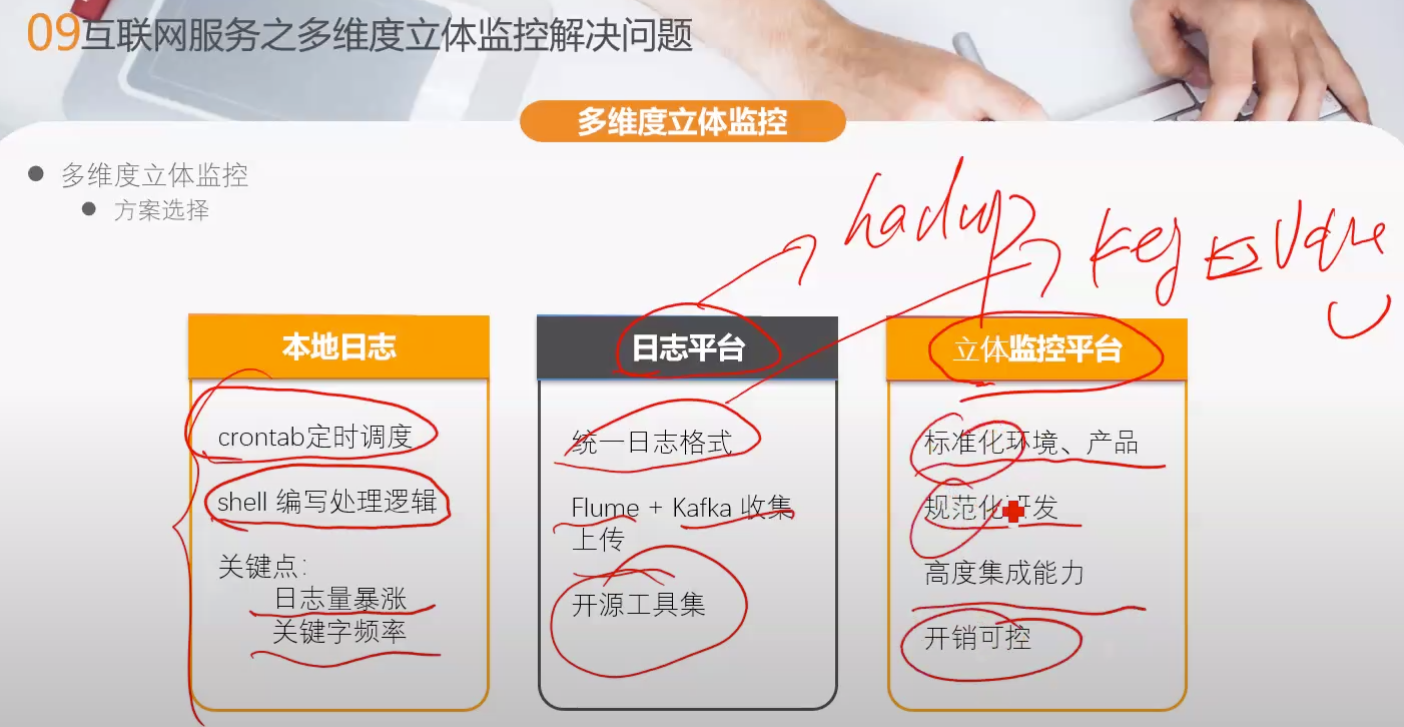 09互联网服务之多维度立体监控解决问题
多维度立体监控
多维度立体监控
方案选择
hadup
key
本地日志
日志平台
立体监控平台
crontab定时调度
shell 编写处理逻辑
关键点:
日志量暴涨
关键字频率
统一日志格式
Flume + Kafka 收集
上传
开源工具集
标准化环境、产品
规范化研发
高度集成能力
开销可控